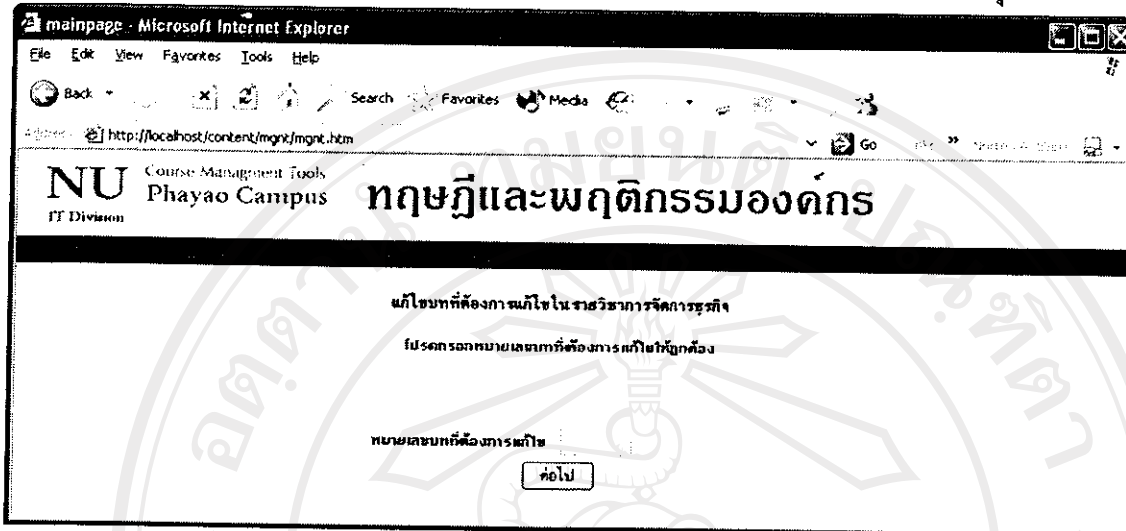 mainpage - Microsoft Internet Explorer
File Edit View Favorites Tools Help
Back Search Favorites Media
http://localhost/content/mgnt/mgnt.htm Go
NU Course Managment Tools
Phayao Campus
IT Division
ทฤษฎีและพฤติกรรมองค์กร
แก้ไขบทที่ต้องการแก้ไขในรายวิชาการจัดการธุรกิจ
โปรดกรอกหมายเลขบทที่ต้องการแก้ไขให้ถูกต้อง
หมายเลขบทที่ต้องการแก้ไข
ต่อไป